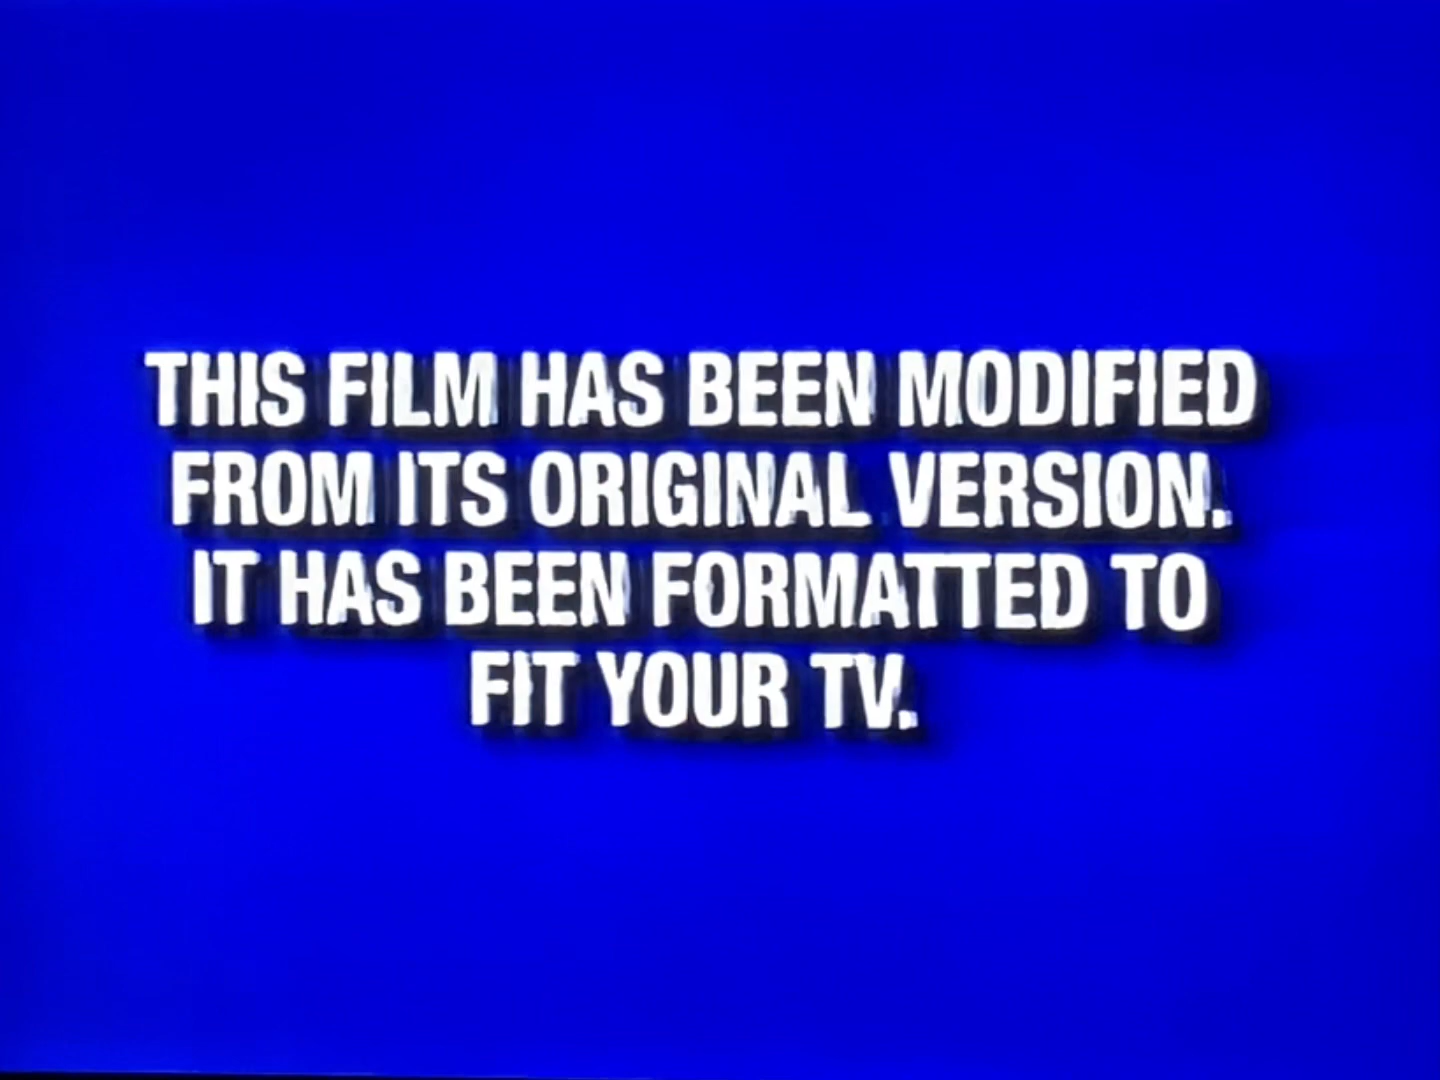 THIS FILM HAS BEEN MODIFIED
FROM ITS ORIGINAL VERSION.
IT HAS BEEN FORMATTED TO
FIT YOUR TV.